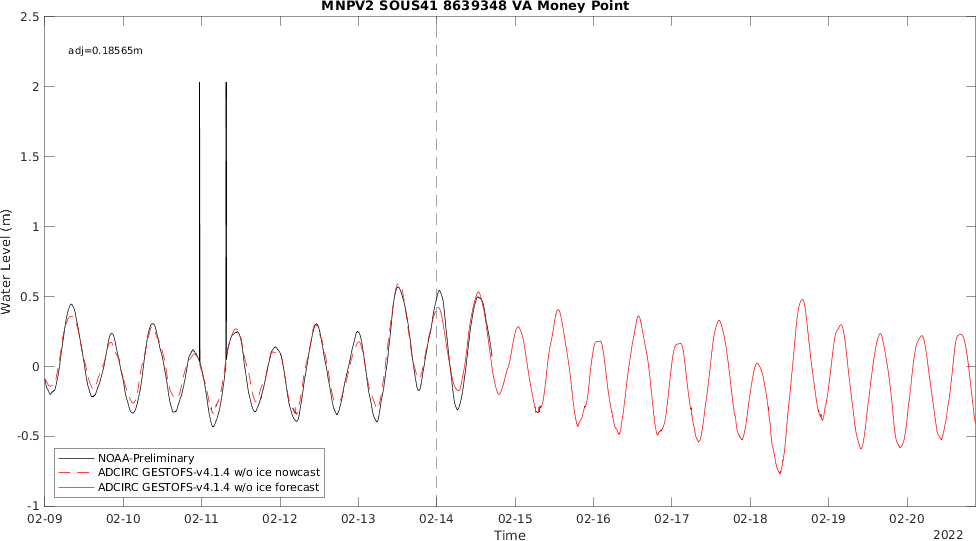 MNPV2 SOUS41 8639348 VA Money Point
adj=0.18565m
2.5
2
1.5
1
0.5
0
-0.5
-1
Water Level (m)
NOAA-Preliminary
ADCIRC GESTOFS-v4.1.4 w/o ice nowcast
ADCIRC GESTOFS-v4.1.4 w/o ice forecast
02-09 02-10 02-11 02-12 02-13 02-14 02-15 02-16 02-17 02-18 02-19 02-20
Time
2022